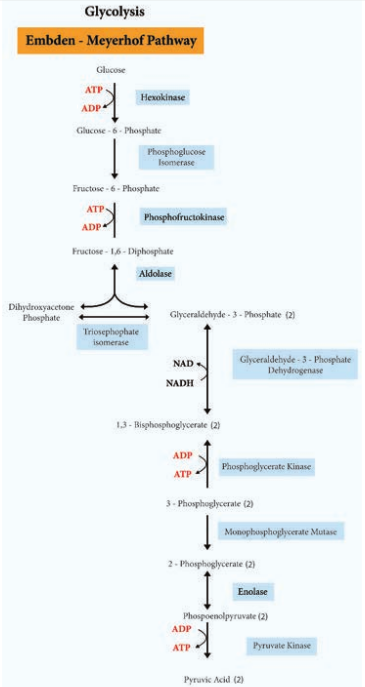 Glycolysis
Embden - Meyerhof Pathway
Glucose
ATP
Hexokinase
ADP
Glucose - 6 - Phosphate
Phosphoglucose
Isomerase
Fructose - 6 - Phosphate
ATP
Phosphofructokinase
ADP
Fructose - 1,6 - Diphosphate
Aldolase
Dihydroxyacetone
Phosphate
Glyceraldehyde - 3 - Phosphate (2)
Triosephophate
isomerase
NAD
NADH
Glyceraldehyde - 3 - Phosphate
Dehydrogenase
1,3 - Bisphosphoglycerate (2)
ADP
Phosphoglycerate Kinase
ATP
3 - Phosphoglycerate (2)
Monophosphoglycerate Mutase
2 - Phosphoglycerate (2)
Enolase
Phospoenolpyruvate (2)
ADP
Pyruvate Kinase
ATP
Pyruvic Acid (2)